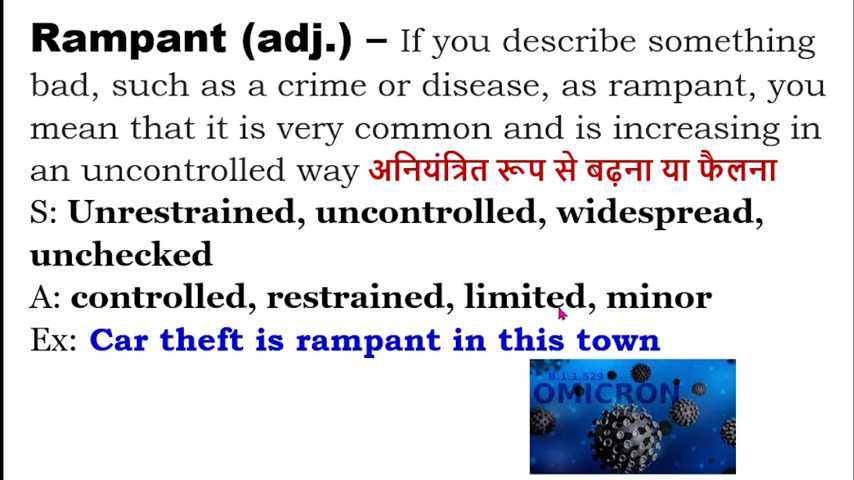 Rampant (adj.) – If you describe something
bad, such as a crime or disease, as rampant, you
mean that it is very common and is increasing in
an uncontrolled way अनियंत्रित रूप से बढ़ना या फैलना
S: Unrestrained, uncontrolled, widespread,
unchecked
A: controlled, restrained, limited, minor
Ex: Car theft is rampant in this town
B.1.1.529
OMICRON